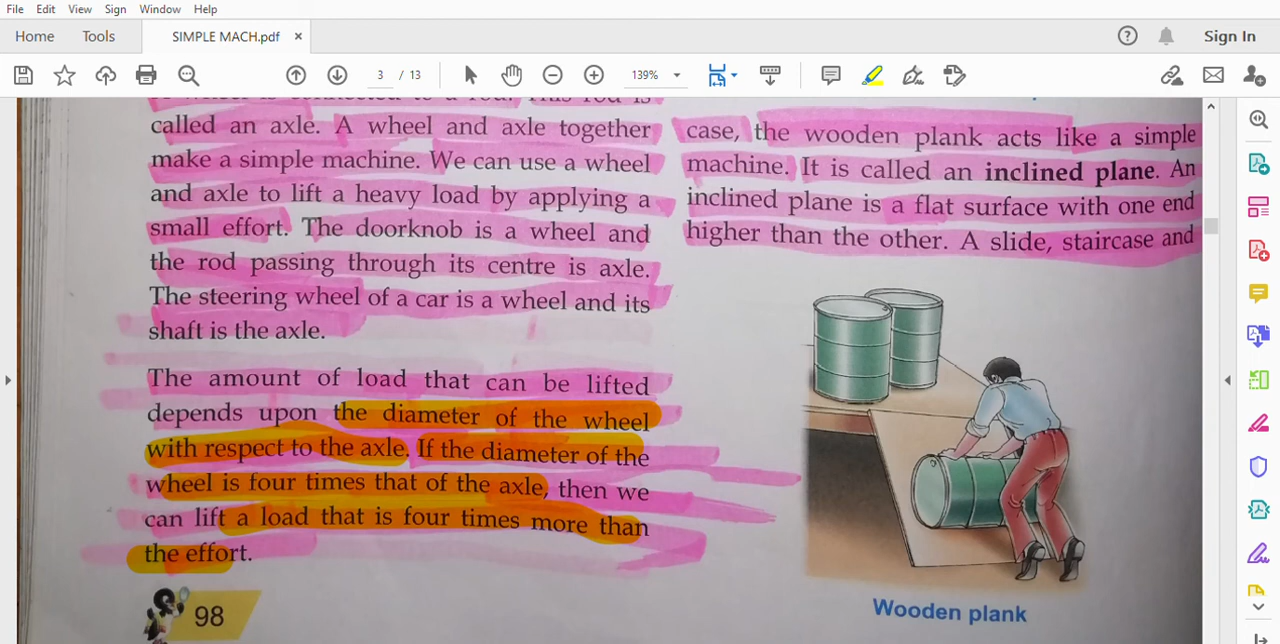 File Edit View Sign Window Help
Home Tools SIMPLE MACH.pdf × Sign In
3 / 13 139%
called an axle. A wheel and axle together
make a simple machine. We can use a wheel
and axle to lift a heavy load by applying a
small effort. The doorknob is a wheel and
the rod passing through its centre is axle.
The steering wheel of a car is a wheel and its
shaft is the axle.
The amount of load that can be lifted
depends upon the diameter of the wheel
with respect to the axle. If the diameter of the
wheel is four times that of the axle, then we
can lift a load that is four times more than
the effort.
98
case, the wooden plank acts like a simple
machine. It is called an inclined plane. An
inclined plane is a flat surface with one end
higher than the other. A slide, staircase and
Wooden plank